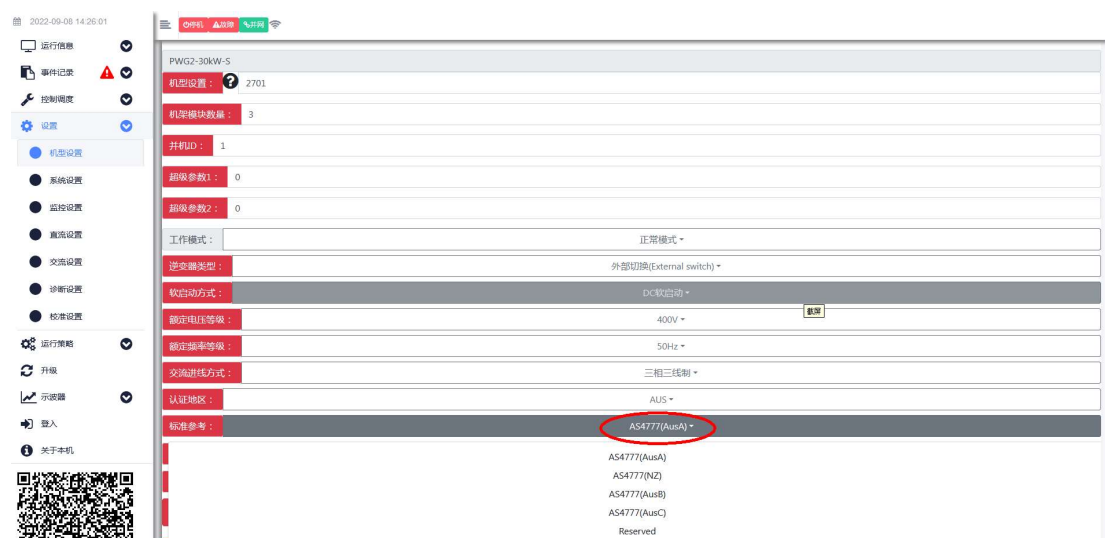 2022-09-08 14:26:01
停机 故障 并网
运行信息
事件记录
控制调度
设置
机型设置
系统设置
监控设置
直流设置
交流设置
诊断设置
校准设置
运行策略
升级
示波器
登入
关于本机
PWG2-30kW-S
机型设置： 2701
机架模块数量： 3
并机ID： 1
超级参数1： 0
超级参数2： 0
工作模式： 正常模式
逆变器类型： 外部切换(External switch)
软启动方式： DC软启动
截屏
额定电压等级： 400V
额定频率等级： 50Hz
交流进线方式： 三相三线制
认证地区： AUS
标准参考： AS4777(AusA)
AS4777(AusA)
AS4777(NZ)
AS4777(AusB)
AS4777(AusC)
Reserved